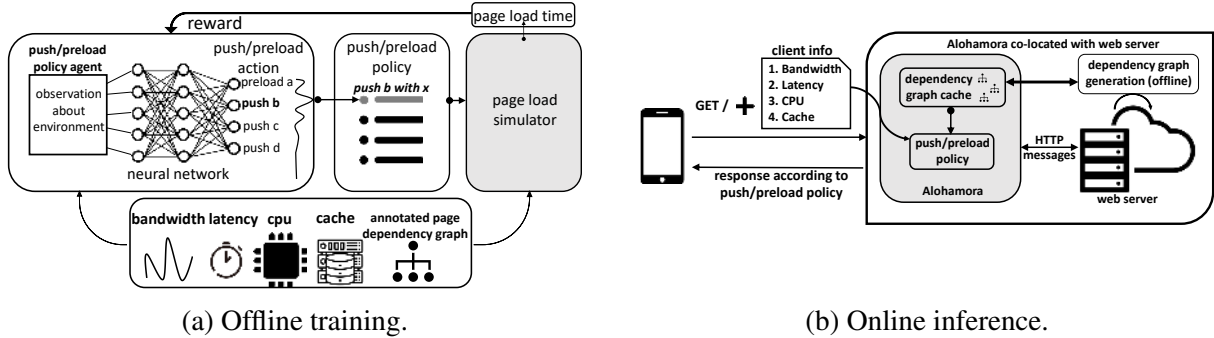 reward
page load time
push/preload
policy agent
observation
about
environment
neural network
push/preload
action
preload a
push b
push c
push d
push/preload
policy
push b with x
page load
simulator
bandwidth latency cpu cache annotated page
dependency graph
(a) Offline training.
GET /
client info
1. Bandwidth
2. Latency
3. CPU
4. Cache
response according to
push/preload policy
Alohamora co-located with web server
dependency
graph cache
push/preload
policy
Alohamora
dependency graph
generation (offline)
HTTP
messages
web server
(b) Online inference.